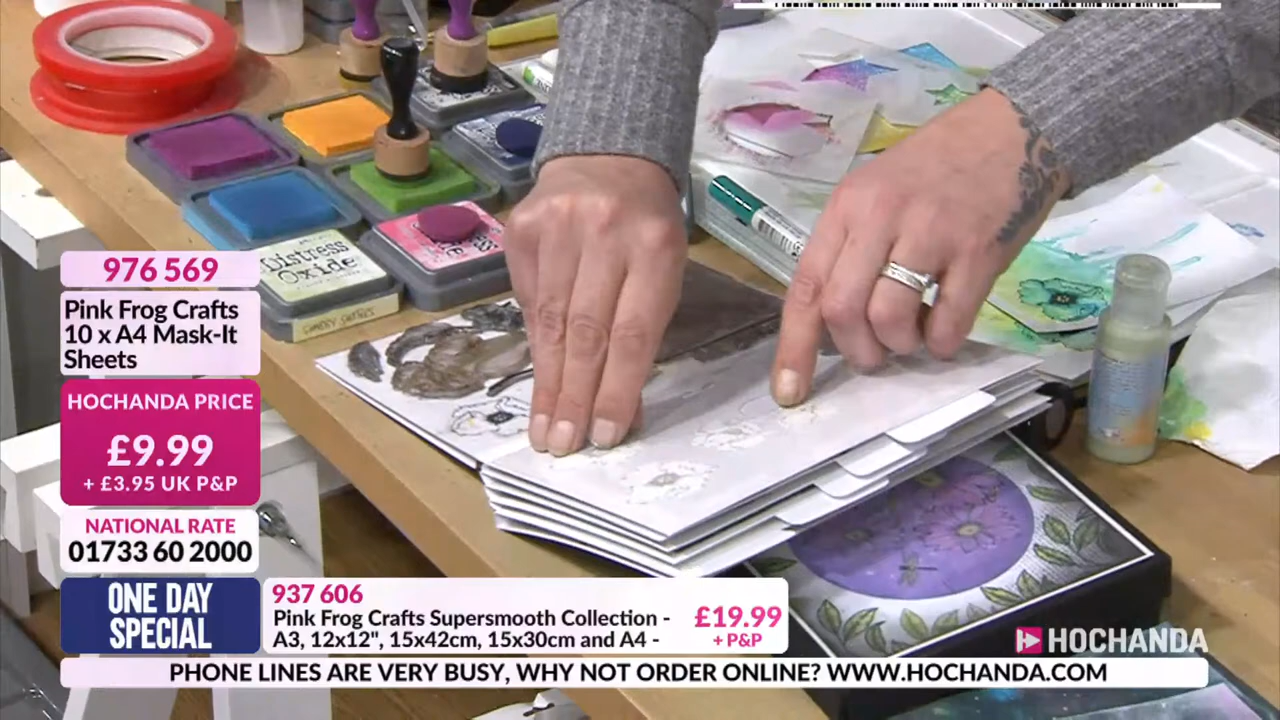 976 569
Pink Frog Crafts
10 x A4 Mask-It
Sheets
HOCHANDA PRICE
£9.99
+ £3.95 UK P&P
NATIONAL RATE
01733 60 2000
ONE DAY
SPECIAL
937 606
Pink Frog Crafts Supersmooth Collection -
A3, 12x12", 15x42cm, 15x30cm and A4 -
£19.99
+ P&P
HOCHANDA
PHONE LINES ARE VERY BUSY, WHY NOT ORDER ONLINE? WWW.HOCHANDA.COM
Distress
Oxide